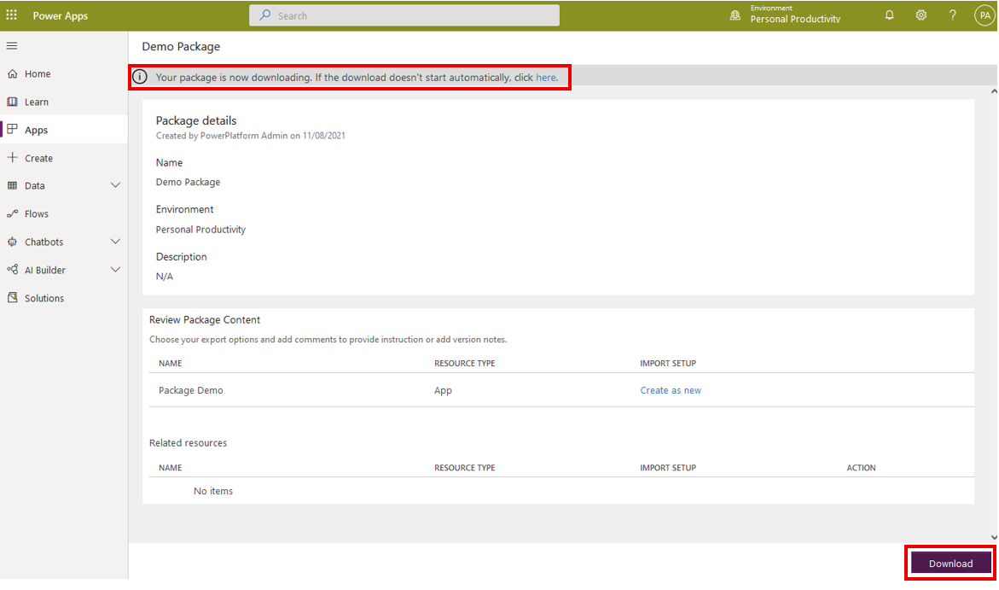 Power Apps
Search
Environment
Personal Productivity
?
PA
Home
Learn
Apps
Create
Data
Flows
Chatbots
AI Builder
Solutions
Demo Package
Your package is now downloading. If the download doesn't start automatically, click here.
Package details
Created by PowerPlatform Admin on 11/08/2021
Name
Demo Package
Environment
Personal Productivity
Description
N/A
Review Package Content
Choose your export options and add comments to provide instruction or add version notes.
NAME RESOURCE TYPE IMPORT SETUP
Package Demo App Create as new
Related resources
NAME RESOURCE TYPE IMPORT SETUP ACTION
No items
Download